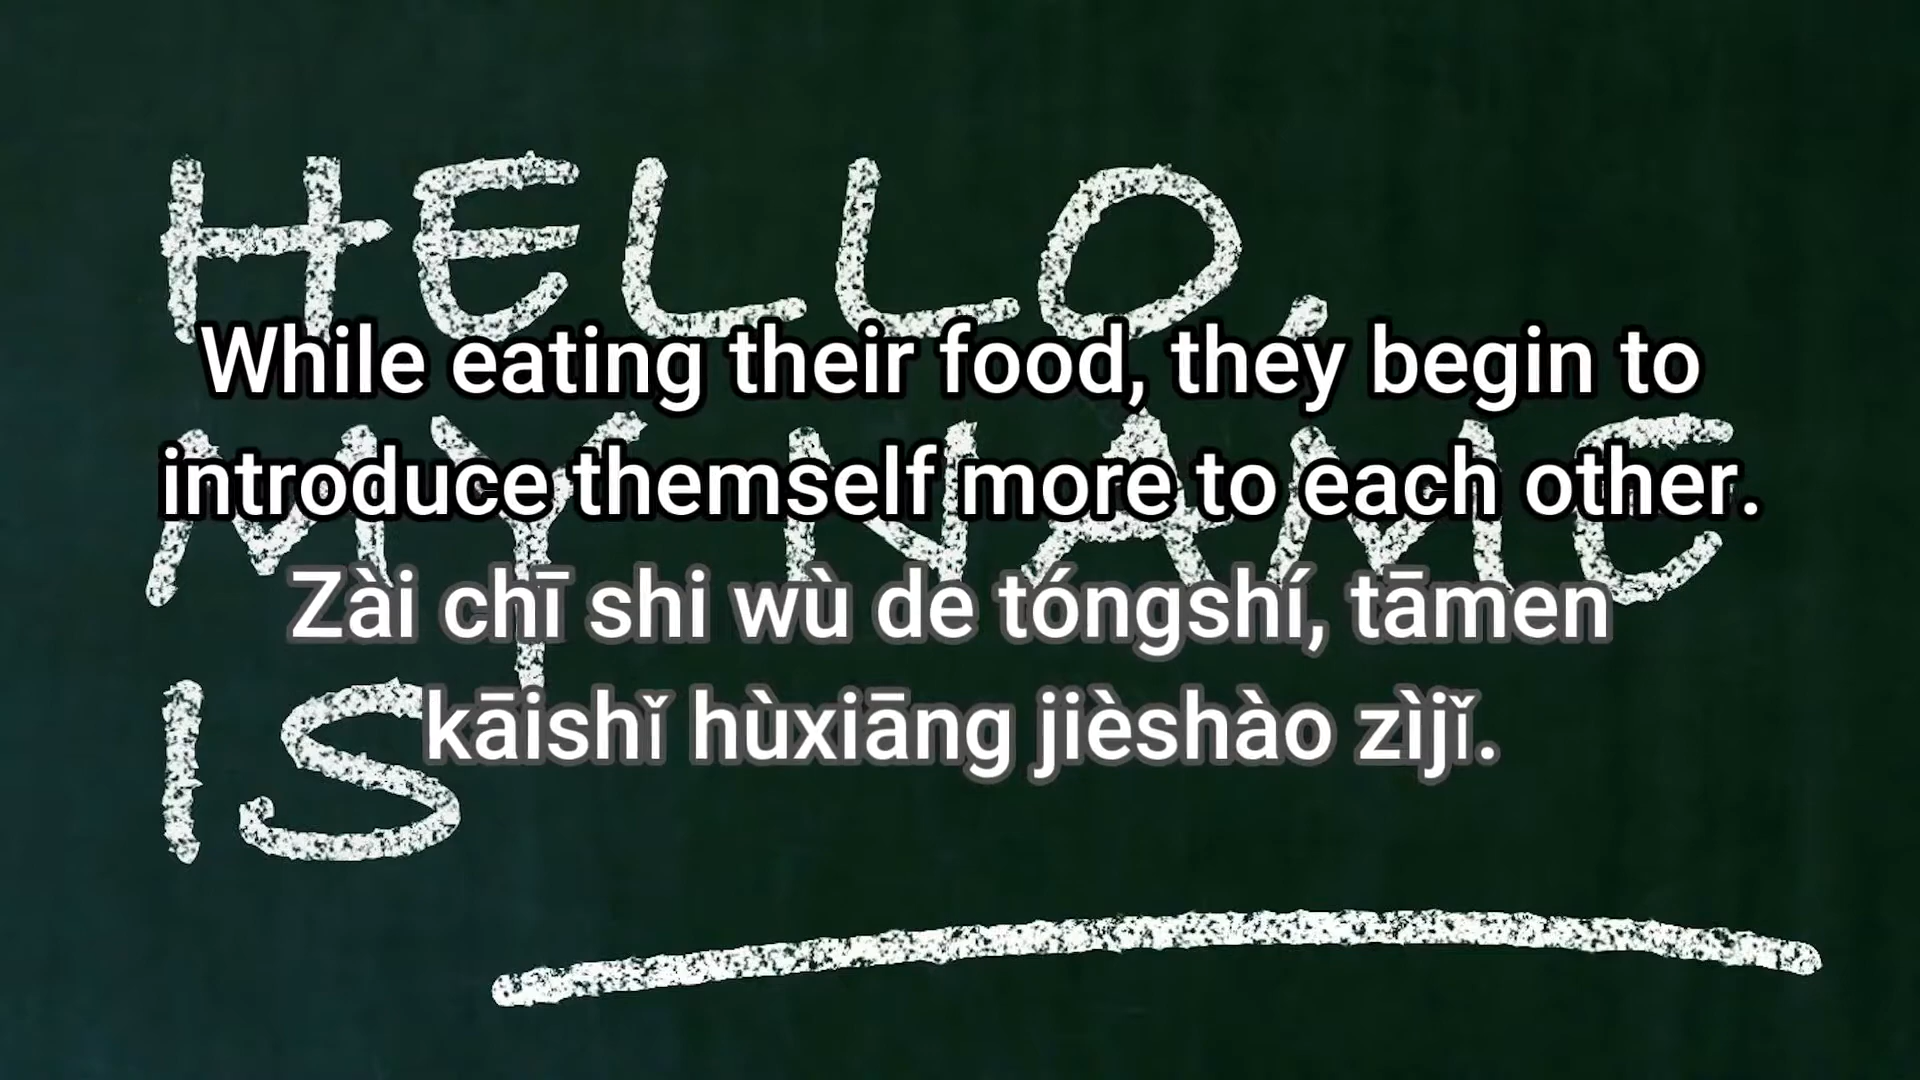 HELLO,
While eating their food, they begin to
MY NAME
introduce themself more to each other.
Zài chī shi wù de tóngshí, tāmen
IS
kāishǐ hùxiāng jièshào zìjǐ.